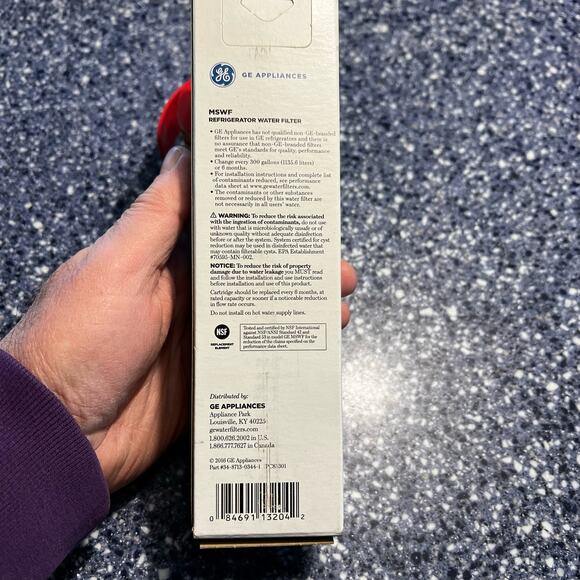 GE APPLIANCES
MSWF
REFRIGERATOR WATER FILTER
• GE Appliances has not qualified non-GE-branded
filters for use in GE refrigerators and there is
no assurance that non-GE-branded filters
meet GE's standards for quality, performance
and reliability.
• Change every 300 gallons (1135.6 liters)
or 6 months.
• For installation instructions and complete list
of contaminants reduced, see performance
data sheet at www.gewaterfilters.com.
• The contaminants or other substances
removed or reduced by this water filter are
not necessarily in all users' water.
⚠ WARNING: To reduce the risk associated
with the ingestion of contaminants, do not use
with water that is microbiologically unsafe or of
unknown quality without adequate disinfection
before or after the system. System certified for cyst
reduction may be used in disinfected water that
may contain filterable cysts. EPA Establishment
#70595-MN-002.
NOTICE: To reduce the risk of property
damage due to water leakage you MUST read
and follow the installation and use instructions
before installation and use of this product.
Cartridge should be replaced every 6 months, at
rated capacity or sooner if a noticeable reduction
in flow rate occurs.
Do not install on hot water supply lines.
NSF
REPLACEMENT
ELEMENT
Tested and certified by NSF International
against NSF/ANSI Standard 42 and
Standard 53 in model GE MSWF for the
reduction of the claims specified on the
performance data sheet.
Distributed by:
GE APPLIANCES
Appliance Park
Louisville, KY 40225
gewaterfilters.com
1.800.626.2002 in U.S.
1.866.777.7627 in Canada
© 2016 GE Appliances
Part #34-8713-0344-1
0 84691 13204 2